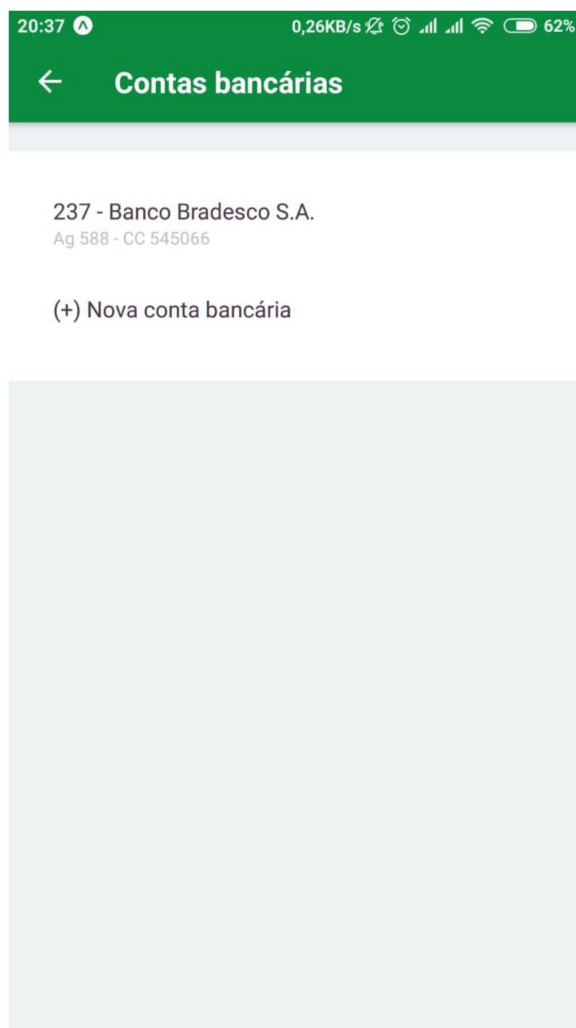 20:37 0,26KB/s 62%
Contas bancárias
237 - Banco Bradesco S.A.
Ag 588 - CC 545066
(+) Nova conta bancária